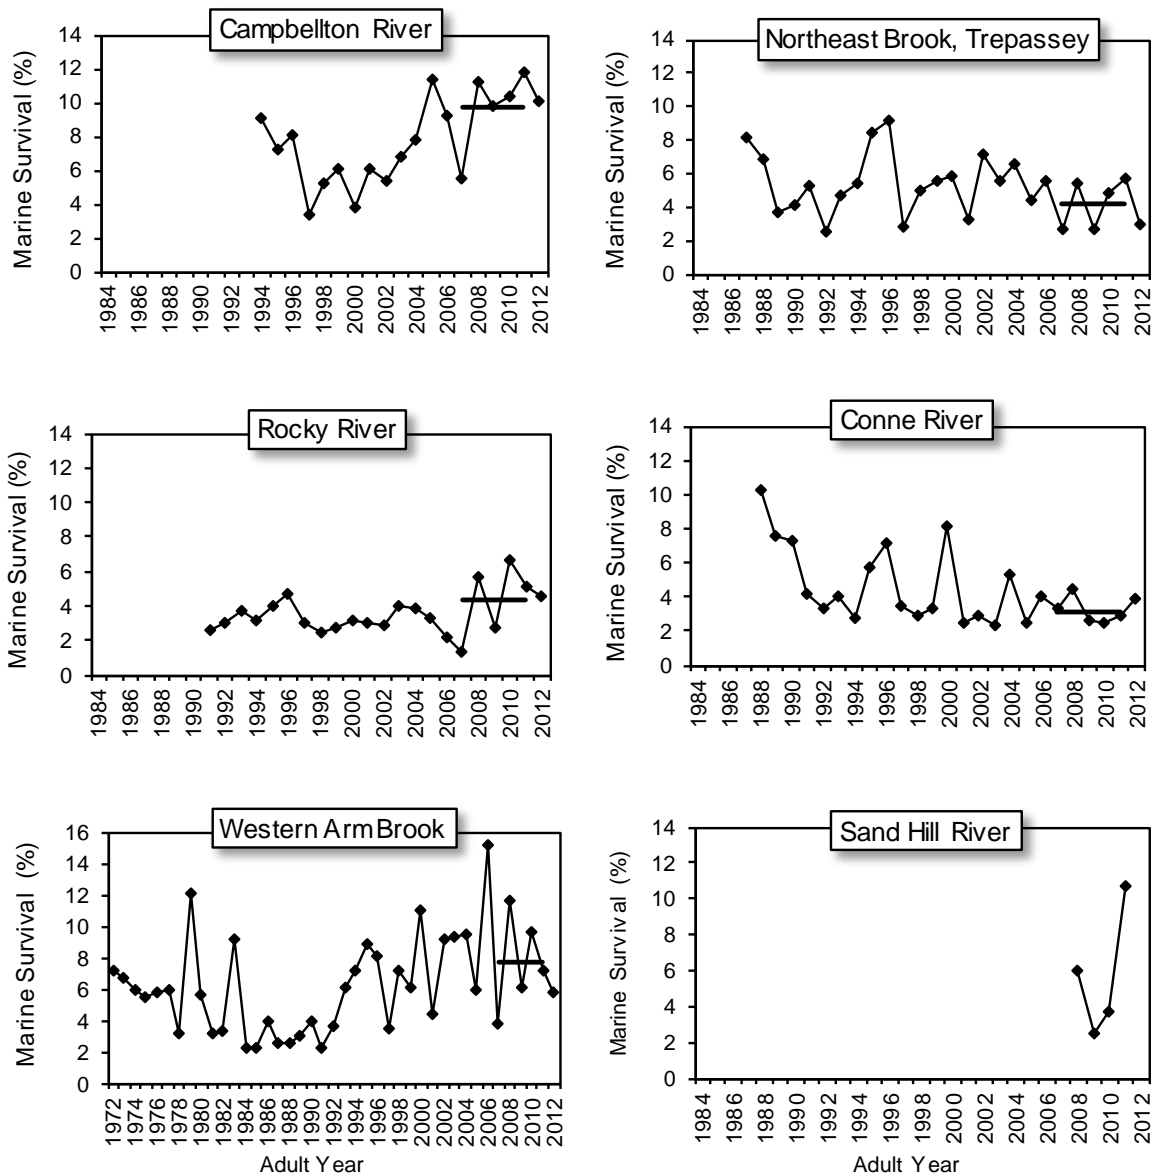 Campbellton River
Marine Survival (%)
14
12
10
8
6
4
2
0
1984 1986 1988 1990 1992 1994 1996 1998 2000 2002 2004 2006 2008 2010 2012
Northeast Brook, Trepassey
Marine Survival (%)
14
12
10
8
6
4
2
0
1984 1986 1988 1990 1992 1994 1996 1998 2000 2002 2004 2006 2008 2010 2012
Rocky River
Marine Survival (%)
14
12
10
8
6
4
2
0
1984 1986 1988 1990 1992 1994 1996 1998 2000 2002 2004 2006 2008 2010 2012
Conne River
Marine Survival (%)
14
12
10
8
6
4
2
0
1984 1986 1988 1990 1992 1994 1996 1998 2000 2002 2004 2006 2008 2010 2012
Western Arm Brook
Marine Survival (%)
16
14
12
10
8
6
4
2
0
1972 1974 1976 1978 1980 1982 1984 1986 1988 1990 1992 1994 1996 1998 2000 2002 2004 2006 2008 2010 2012
Adult Year
Sand Hill River
Marine Survival (%)
14
12
10
8
6
4
2
0
1984 1986 1988 1990 1992 1994 1996 1998 2000 2002 2004 2006 2008 2010 2012
Adult Year